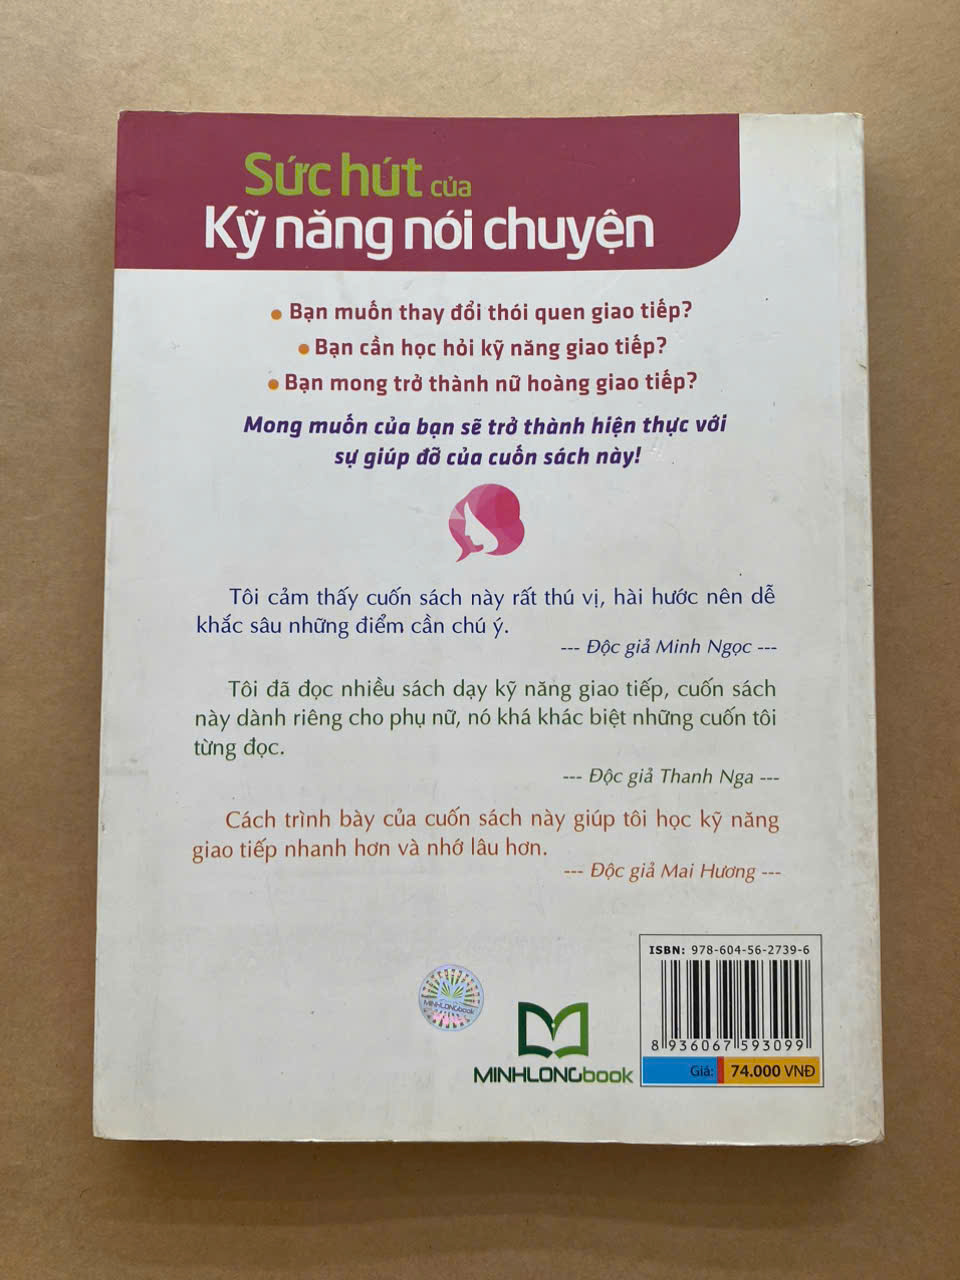 Sức hút của
Kỹ năng nói chuyện
• Bạn muốn thay đổi thói quen giao tiếp?
• Bạn cần học hỏi kỹ năng giao tiếp?
• Bạn mong trở thành nữ hoàng giao tiếp?
Mong muốn của bạn sẽ trở thành hiện thực với
sự giúp đỡ của cuốn sách này!
Tôi cảm thấy cuốn sách này rất thú vị, hài hước nên dễ
khắc sâu những điểm cần chú ý.
--- Độc giả Minh Ngọc ---
Tôi đã đọc nhiều sách dạy kỹ năng giao tiếp, cuốn sách
này dành riêng cho phụ nữ, nó khá khác biệt những cuốn tôi
từng đọc.
--- Độc giả Thanh Nga ---
Cách trình bày của cuốn sách này giúp tôi học kỹ năng
giao tiếp nhanh hơn và nhớ lâu hơn.
--- Độc giả Mai Hương ---
ISBN: 978-604-56-2739-6
8 936067 593099
Giá: 74.000 VNĐ
MINHLONGbook
MINHLONGbook